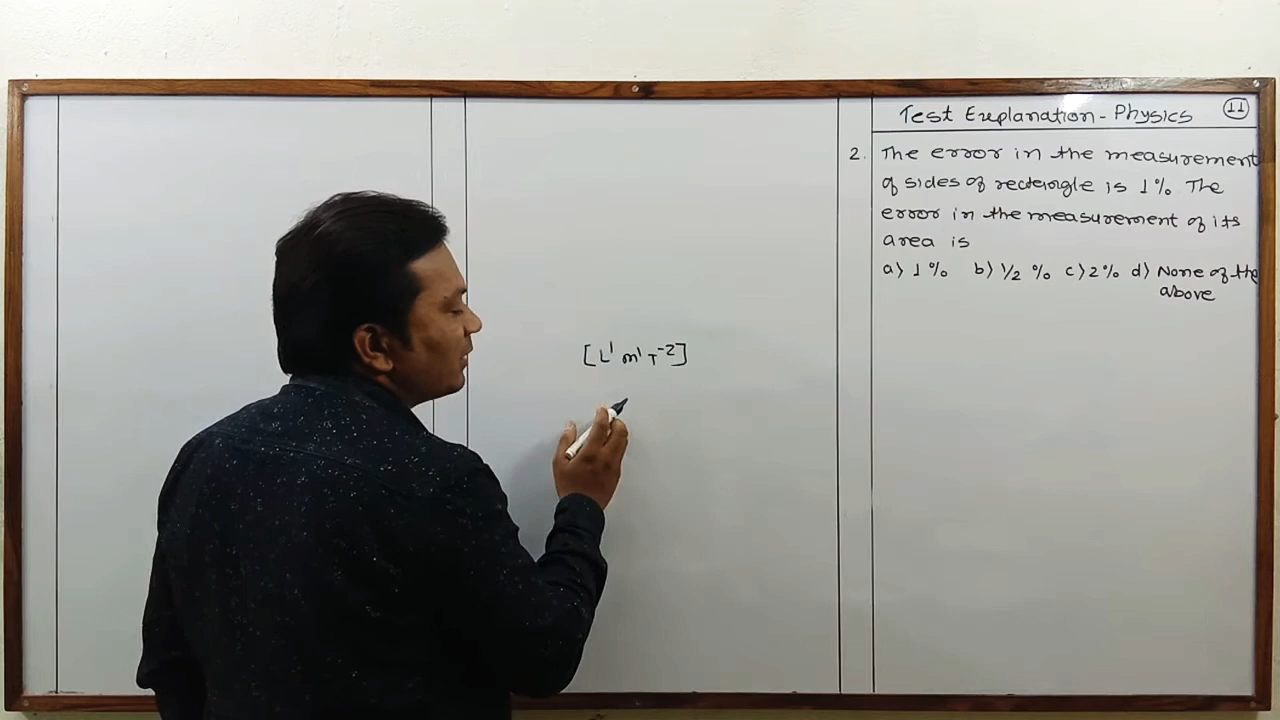 Test Explanation - Physics 11
2. The error in the measurement
of sides of rectangle is 1%. The
error in the measurement of its
area is
a) 1% b) 1/2 % c) 2% d) None of the
above
[L¹ m¹ T⁻²]